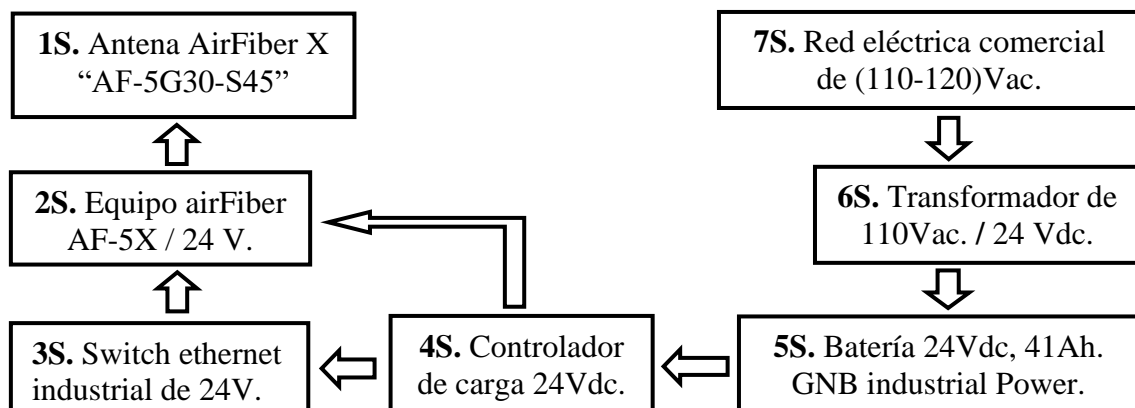 1S. Antena AirFiber X
“AF-5G30-S45”
7S. Red eléctrica comercial
de (110-120)Vac.
2S. Equipo airFiber
AF-5X / 24 V.
6S. Transformador de
110Vac. / 24 Vdc.
3S. Switch ethernet
industrial de 24V.
4S. Controlador
de carga 24Vdc.
5S. Batería 24Vdc, 41Ah.
GNB industrial Power.